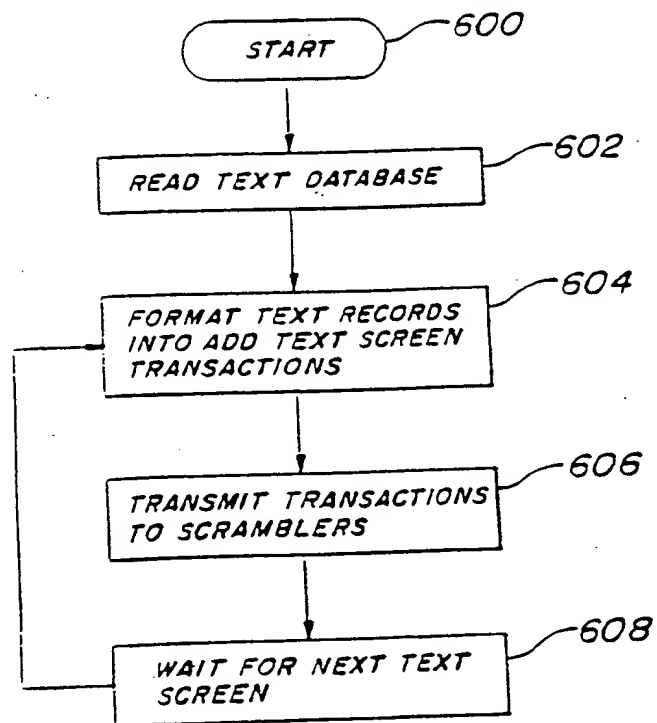 START
600
READ TEXT DATABASE
602
FORMAT TEXT RECORDS
INTO ADD TEXT SCREEN
TRANSACTIONS
604
TRANSMIT TRANSACTIONS
TO SCRAMBLERS
606
WAIT FOR NEXT TEXT
SCREEN
608